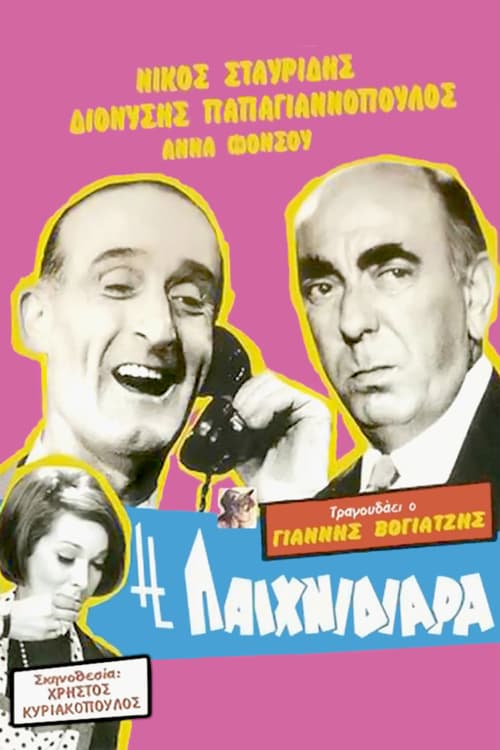 ΝΙΚΟΣ ΣΤΑΥΡΙΔΗΣ
ΔΙΟΝΥΣΗΣ ΠΑΠΑΓΙΑΝΝΟΠΟΥΛΟΣ
ΑΝΝΑ ΦΟΝΣΟΥ
Τραγουδάει ο
ΓΙΑΝΝΗΣ ΒΟΓΙΑΤΖΗΣ
Η ΠΑΙΧΝΙΔΙΑΡΑ
Σκηνοθεσία:
ΧΡΗΣΤΟΣ
ΚΥΡΙΑΚΟΠΟΥΛΟΣ